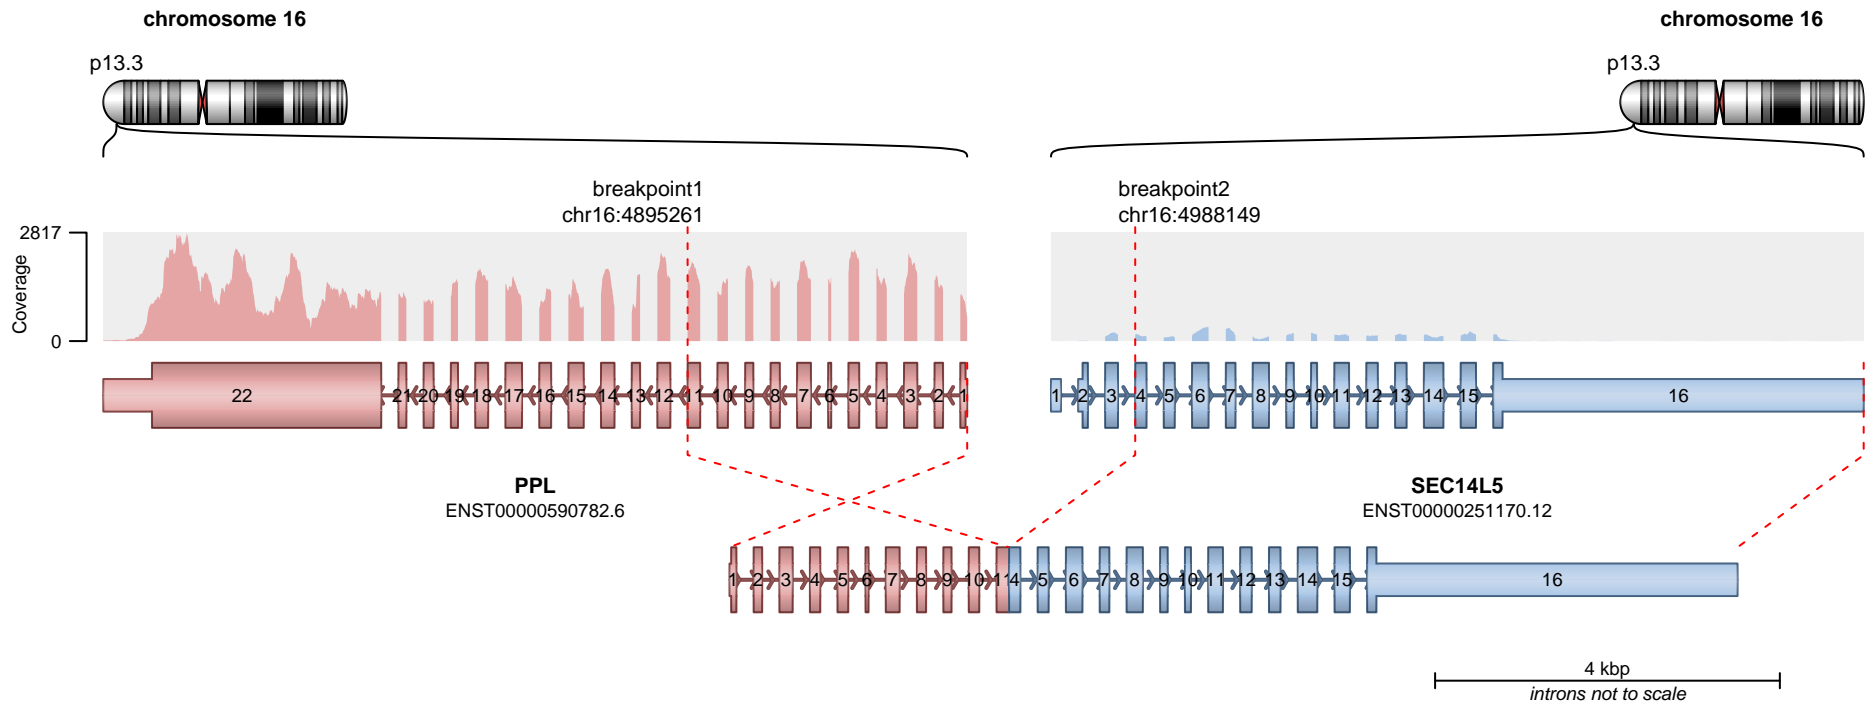 chromosome 16
chromosome 16
p13.3
p13.3
breakpoint1
chr16:4895261
breakpoint2
chr16:4988149
2817
Coverage
0
22 21 20 19 18 17 16 15 14 13 12 11 10 9 8 7 6 5 4 3 2 1
1 2 3 4 5 6 7 8 9 10 11 12 13 14 15 16
PPL
ENST00000590782.6
SEC14L5
ENST00000251170.12
1 2 3 4 5 6 7 8 9 10 11 4 5 6 7 8 9 10 11 12 13 14 15 16
4 kbp
introns not to scale